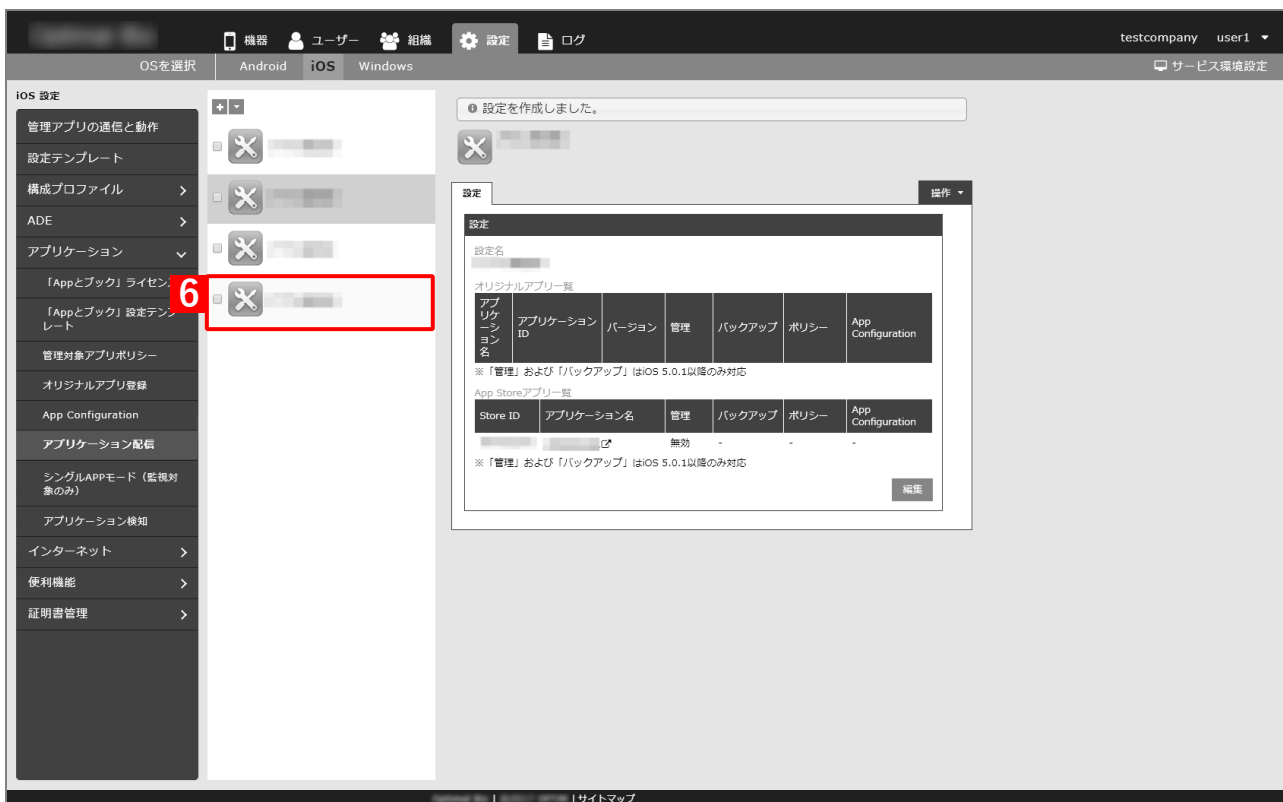 機器 ユーザー 組織 設定 ログ testcompany user1
OSを選択 Android iOS Windows サービス環境設定
iOS 設定
管理アプリの通信と動作
設定テンプレート
構成プロファイル
ADE
アプリケーション
「Appとブック」ライセン
「Appとブック」設定テンプ
レート
管理対象アプリポリシー
オリジナルアプリ登録
App Configuration
アプリケーション配信
シングルAPPモード（監視対
象のみ）
アプリケーション検知
インターネット
便利機能
証明書管理
6
設定を作成しました。
設定 操作
設定
設定名
オリジナルアプリ一覧
アプ
リケ
ーシ
ョン
名
アプリケーション
ID
バージョン
管理
バックアップ
ポリシー
App
Configuration
※「管理」および「バックアップ」はiOS 5.0.1以降のみ対応
App Storeアプリ一覧
Store ID
アプリケーション名
管理
バックアップ
ポリシー
App
Configuration
無効 - - -
※「管理」および「バックアップ」はiOS 5.0.1以降のみ対応
編集
| | サイトマップ